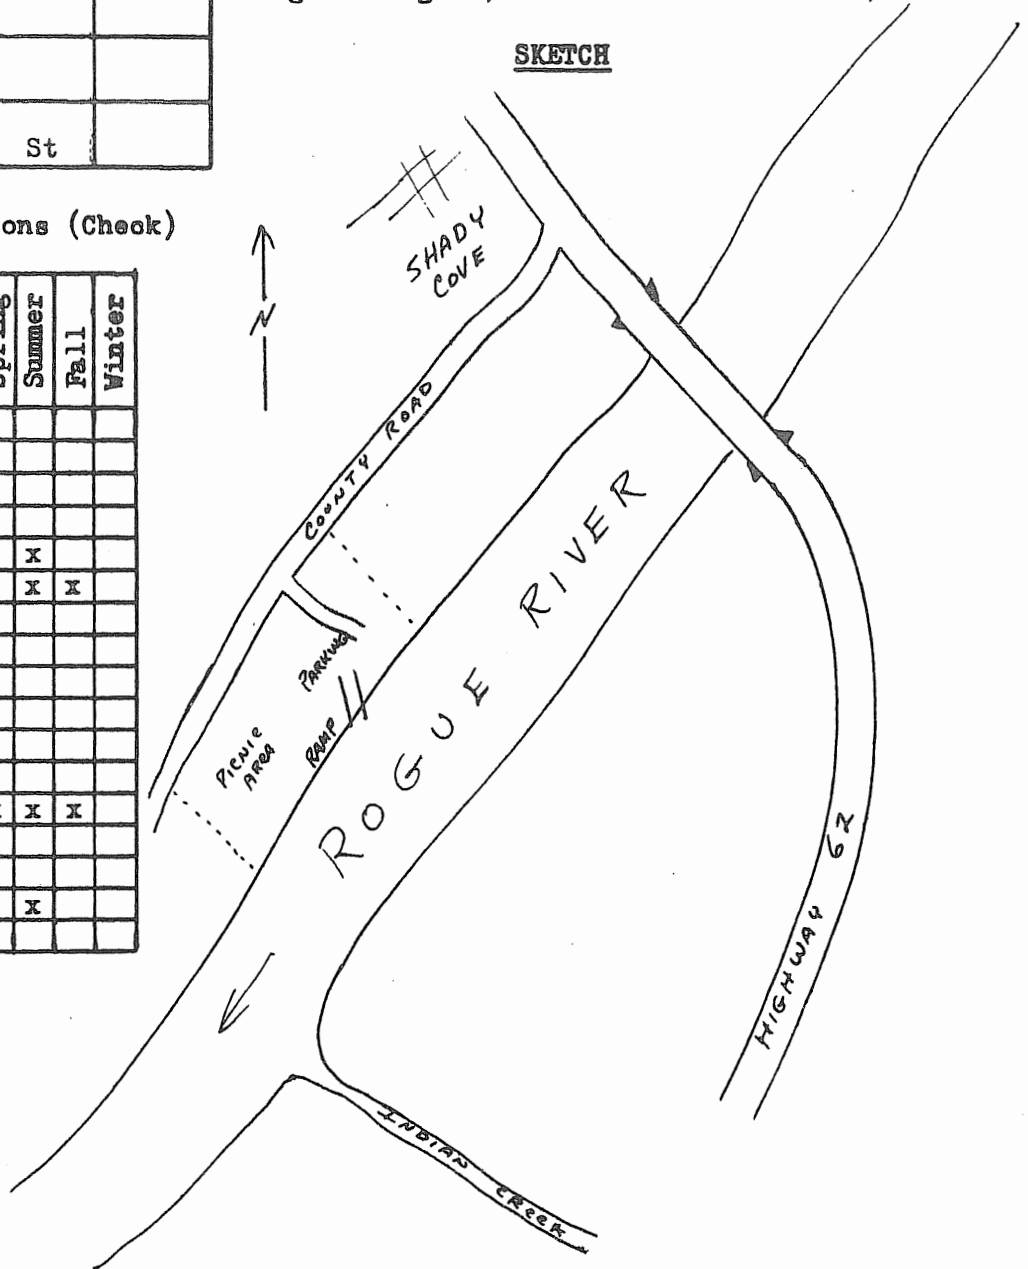 SKETCH
St
ons (Check)
Summer
Fall
Winter
x
x x
x x
x
N
SHADY
COVE
COUNTY ROAD
PARKING
RAMP
PICNIC
AREA
ROGUE RIVER
HIGHWAY 62
INDIAN CREEK